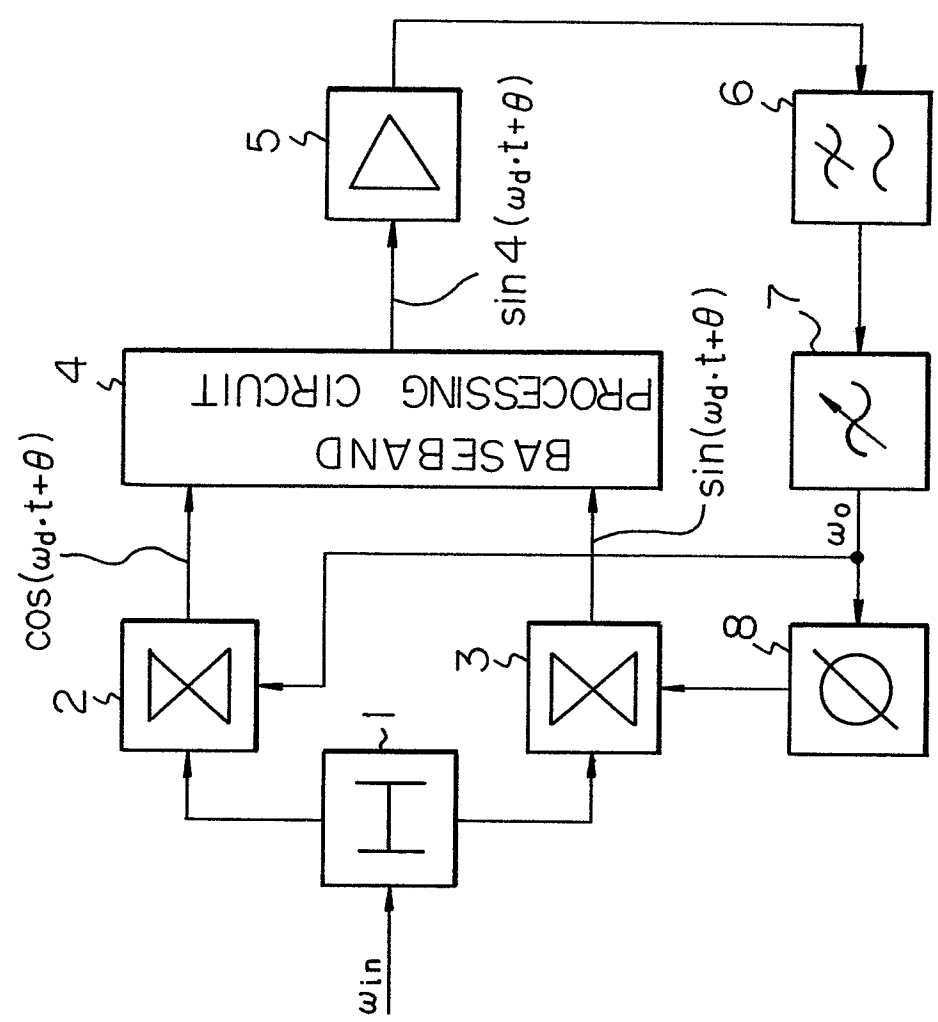 ωin
1
2
3
cos(ωd·t+θ)
sin(ωd·t+θ)
4
BASEBAND
PROCESSING CIRCUIT
sin 4(ωd·t+θ)
5
6
7
8
ωo